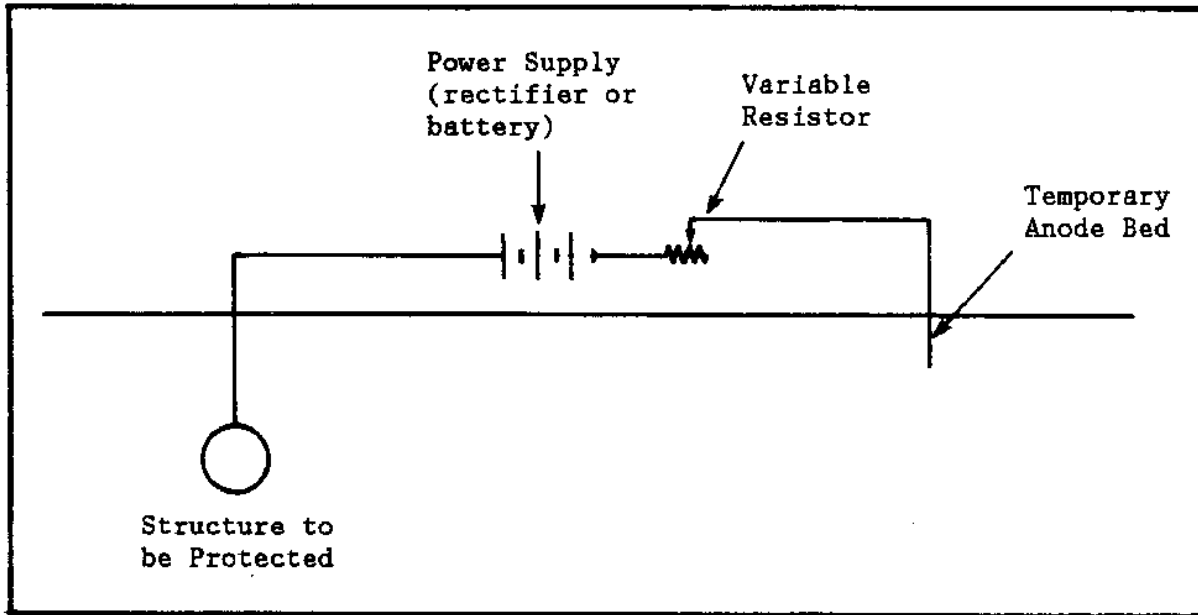 Power Supply
(rectifier or
battery)
Variable
Resistor
Temporary
Anode Bed
Structure to
be Protected